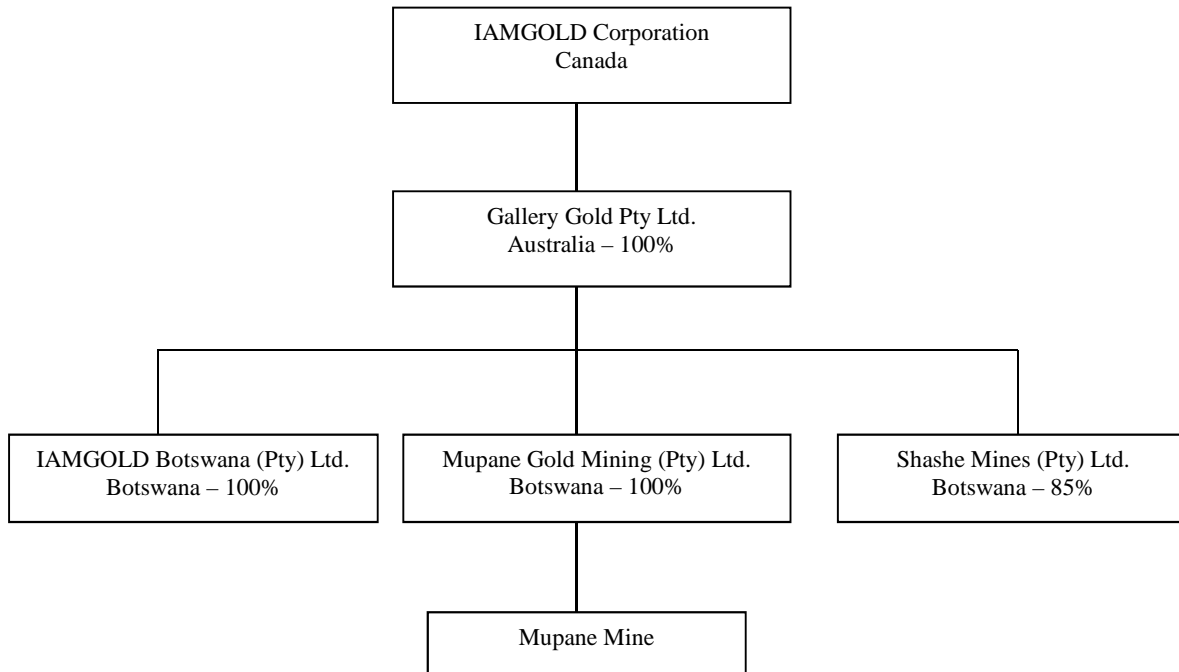 IAMGOLD Corporation
Canada
Gallery Gold Pty Ltd.
Australia – 100%
IAMGOLD Botswana (Pty) Ltd.
Botswana – 100%
Mupane Gold Mining (Pty) Ltd.
Botswana – 100%
Shashe Mines (Pty) Ltd.
Botswana – 85%
Mupane Mine